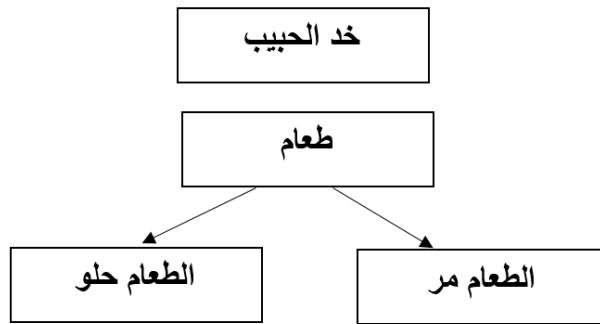 خد الحبيب
طعام
الطعام مر
الطعام حلو